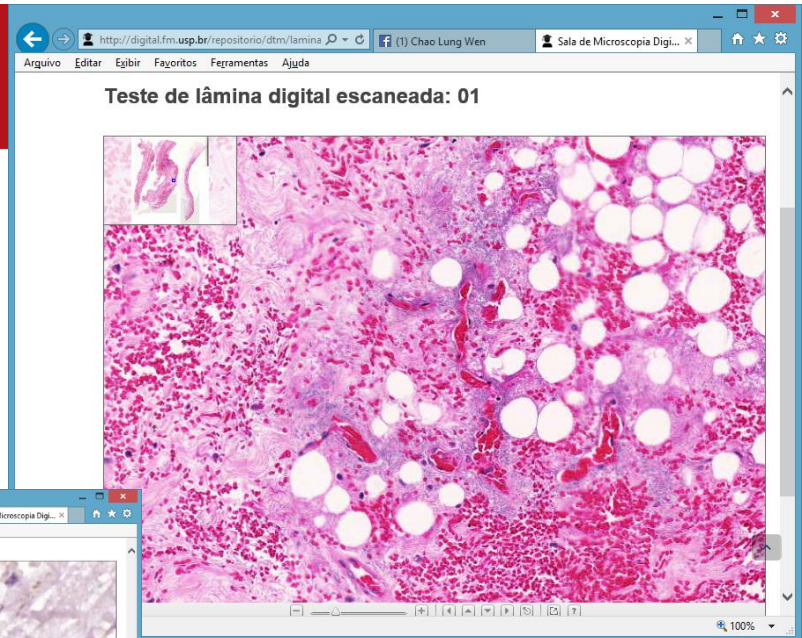 http://digital.fm.usp.br/repositorio/dtm/lamina
(1) Chao Lung Wen
Sala de Microscopia Digi...
Arquivo Editar Exibir Favoritos Ferramentas Ajuda
Teste de lâmina digital escaneada: 01
Microscopia Digi...
100%